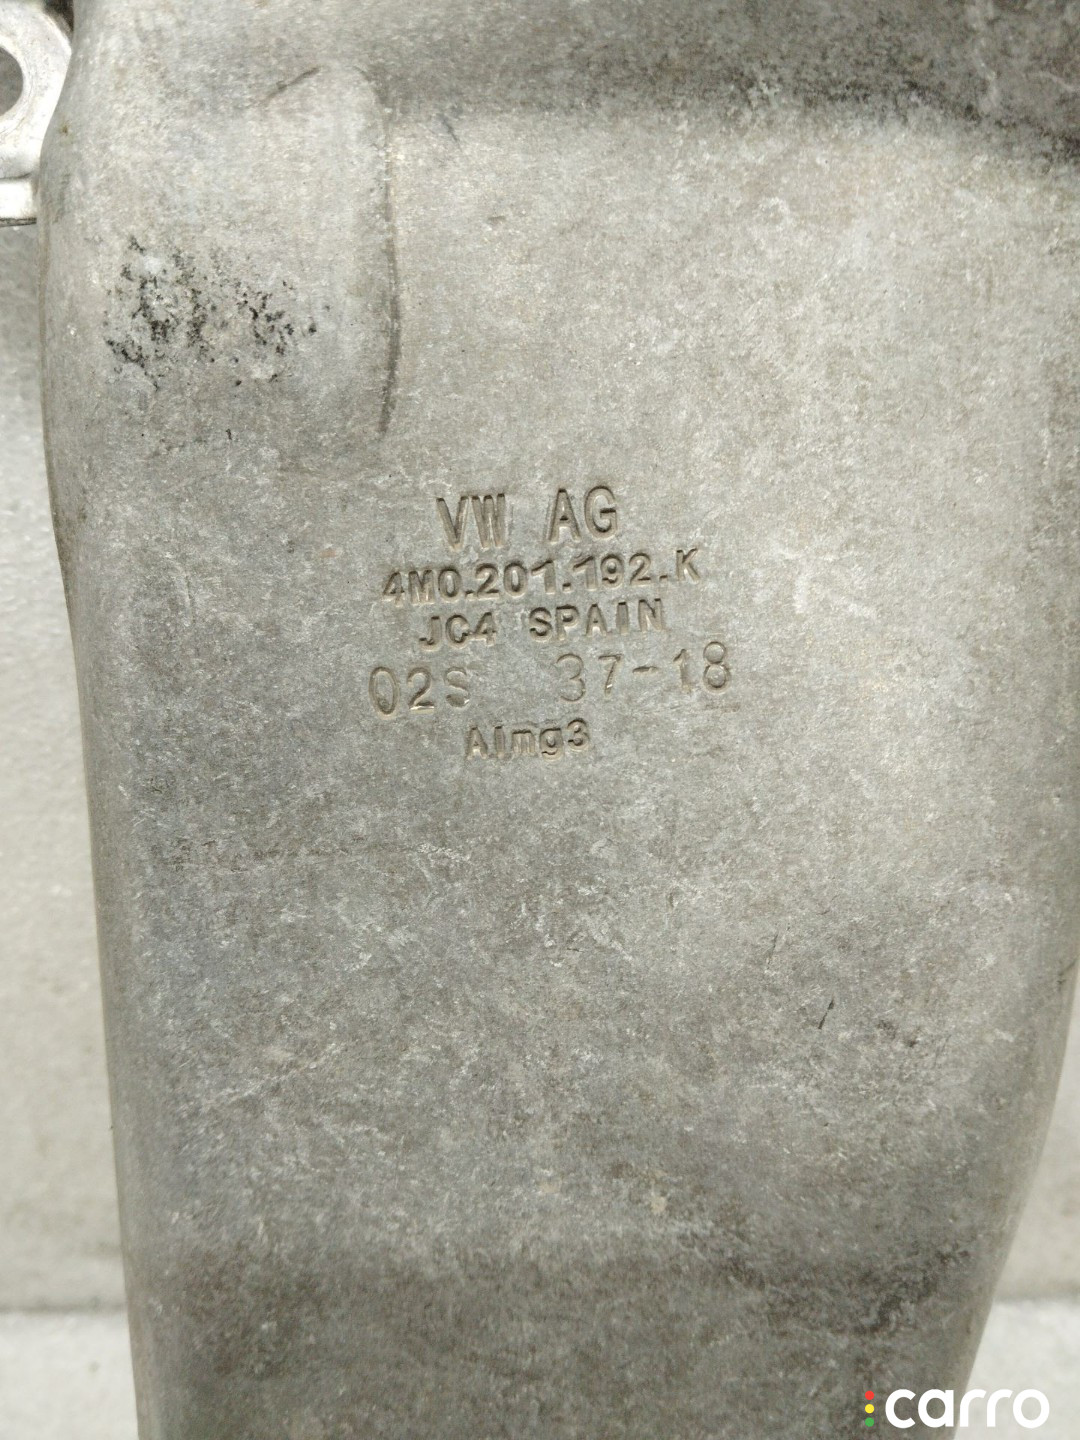 VW AG
4M0.201.192.K
JC4 SPAIN
02S 37-18
Almg3
carro